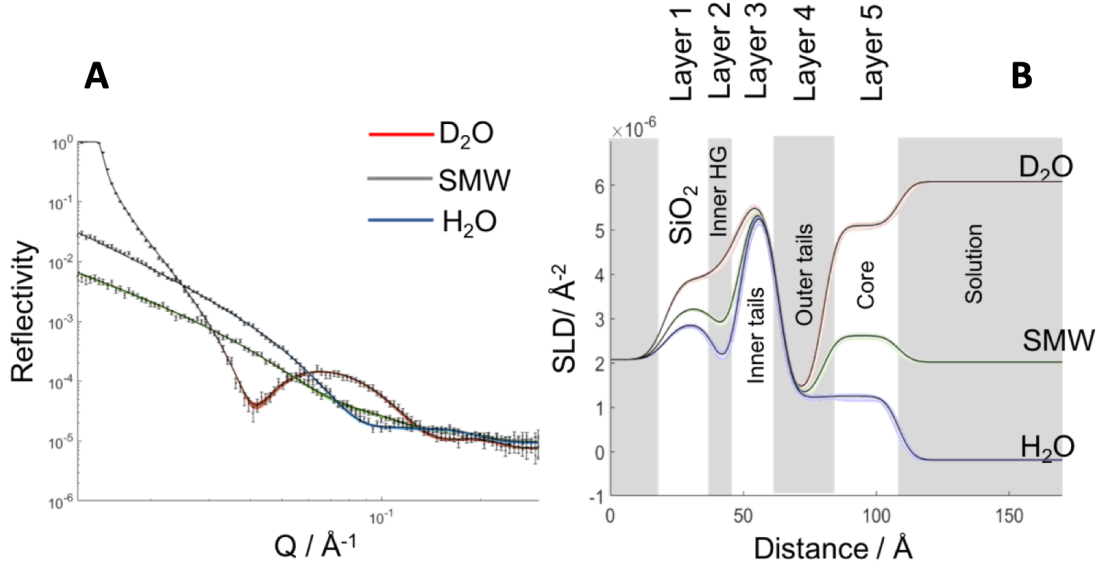 A
D₂O
SMW
H₂O
10⁰
10⁻¹
10⁻²
10⁻³
10⁻⁴
10⁻⁵
10⁻⁶
Reflectivity
10⁻¹
Q / Å⁻¹
B
Layer 1
Layer 2
Layer 3
Layer 4
Layer 5
×10⁻⁶
6
5
4
3
2
1
0
-1
SLD/ Å⁻²
SiO₂
Inner HG
Inner tails
Outer tails
Core
Solution
D₂O
SMW
H₂O
0
50
100
150
Distance / Å